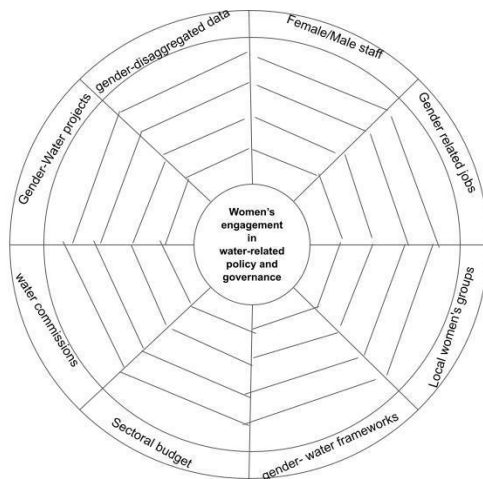 gender-disaggregated data
Female/Male staff
Gender-Water projects
Gender related jobs
Women's
engagement
in
water-related
policy and
governance
water commissions
Local women's groups
Sectoral budget
gender- water frameworks